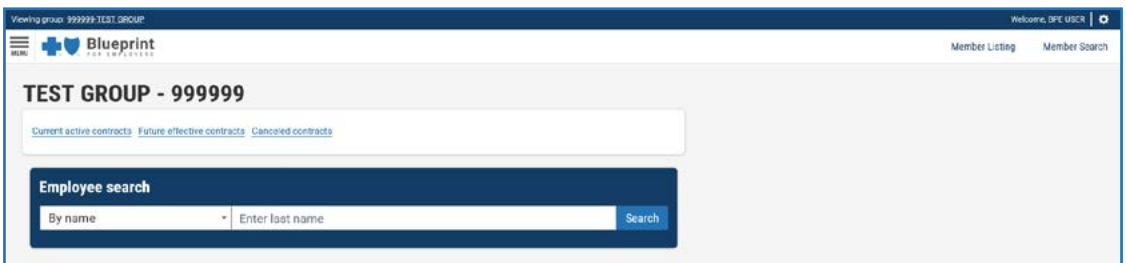 Viewing group: 999999-TEST GROUP
Welcome, BPE USER
MENU
Blueprint
FOR EMPLOYERS
Member Listing
Member Search
TEST GROUP - 999999
Current active contracts Future effective contracts Canceled contracts
Employee search
By name
Enter last name
Search